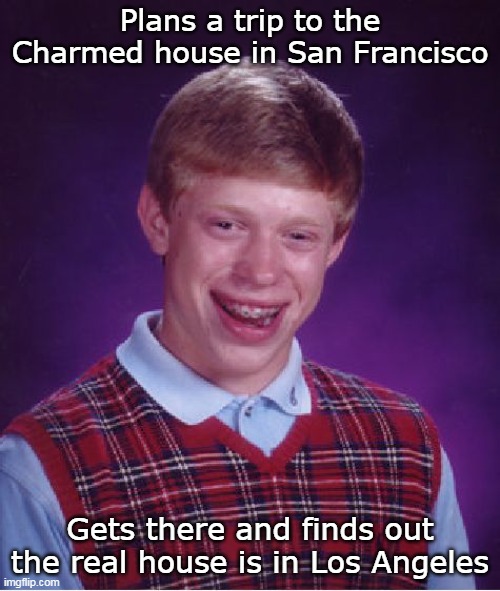 Plans a trip to the
Charmed house in San Francisco
Gets there and finds out
the real house is in Los Angeles
imgflip.com